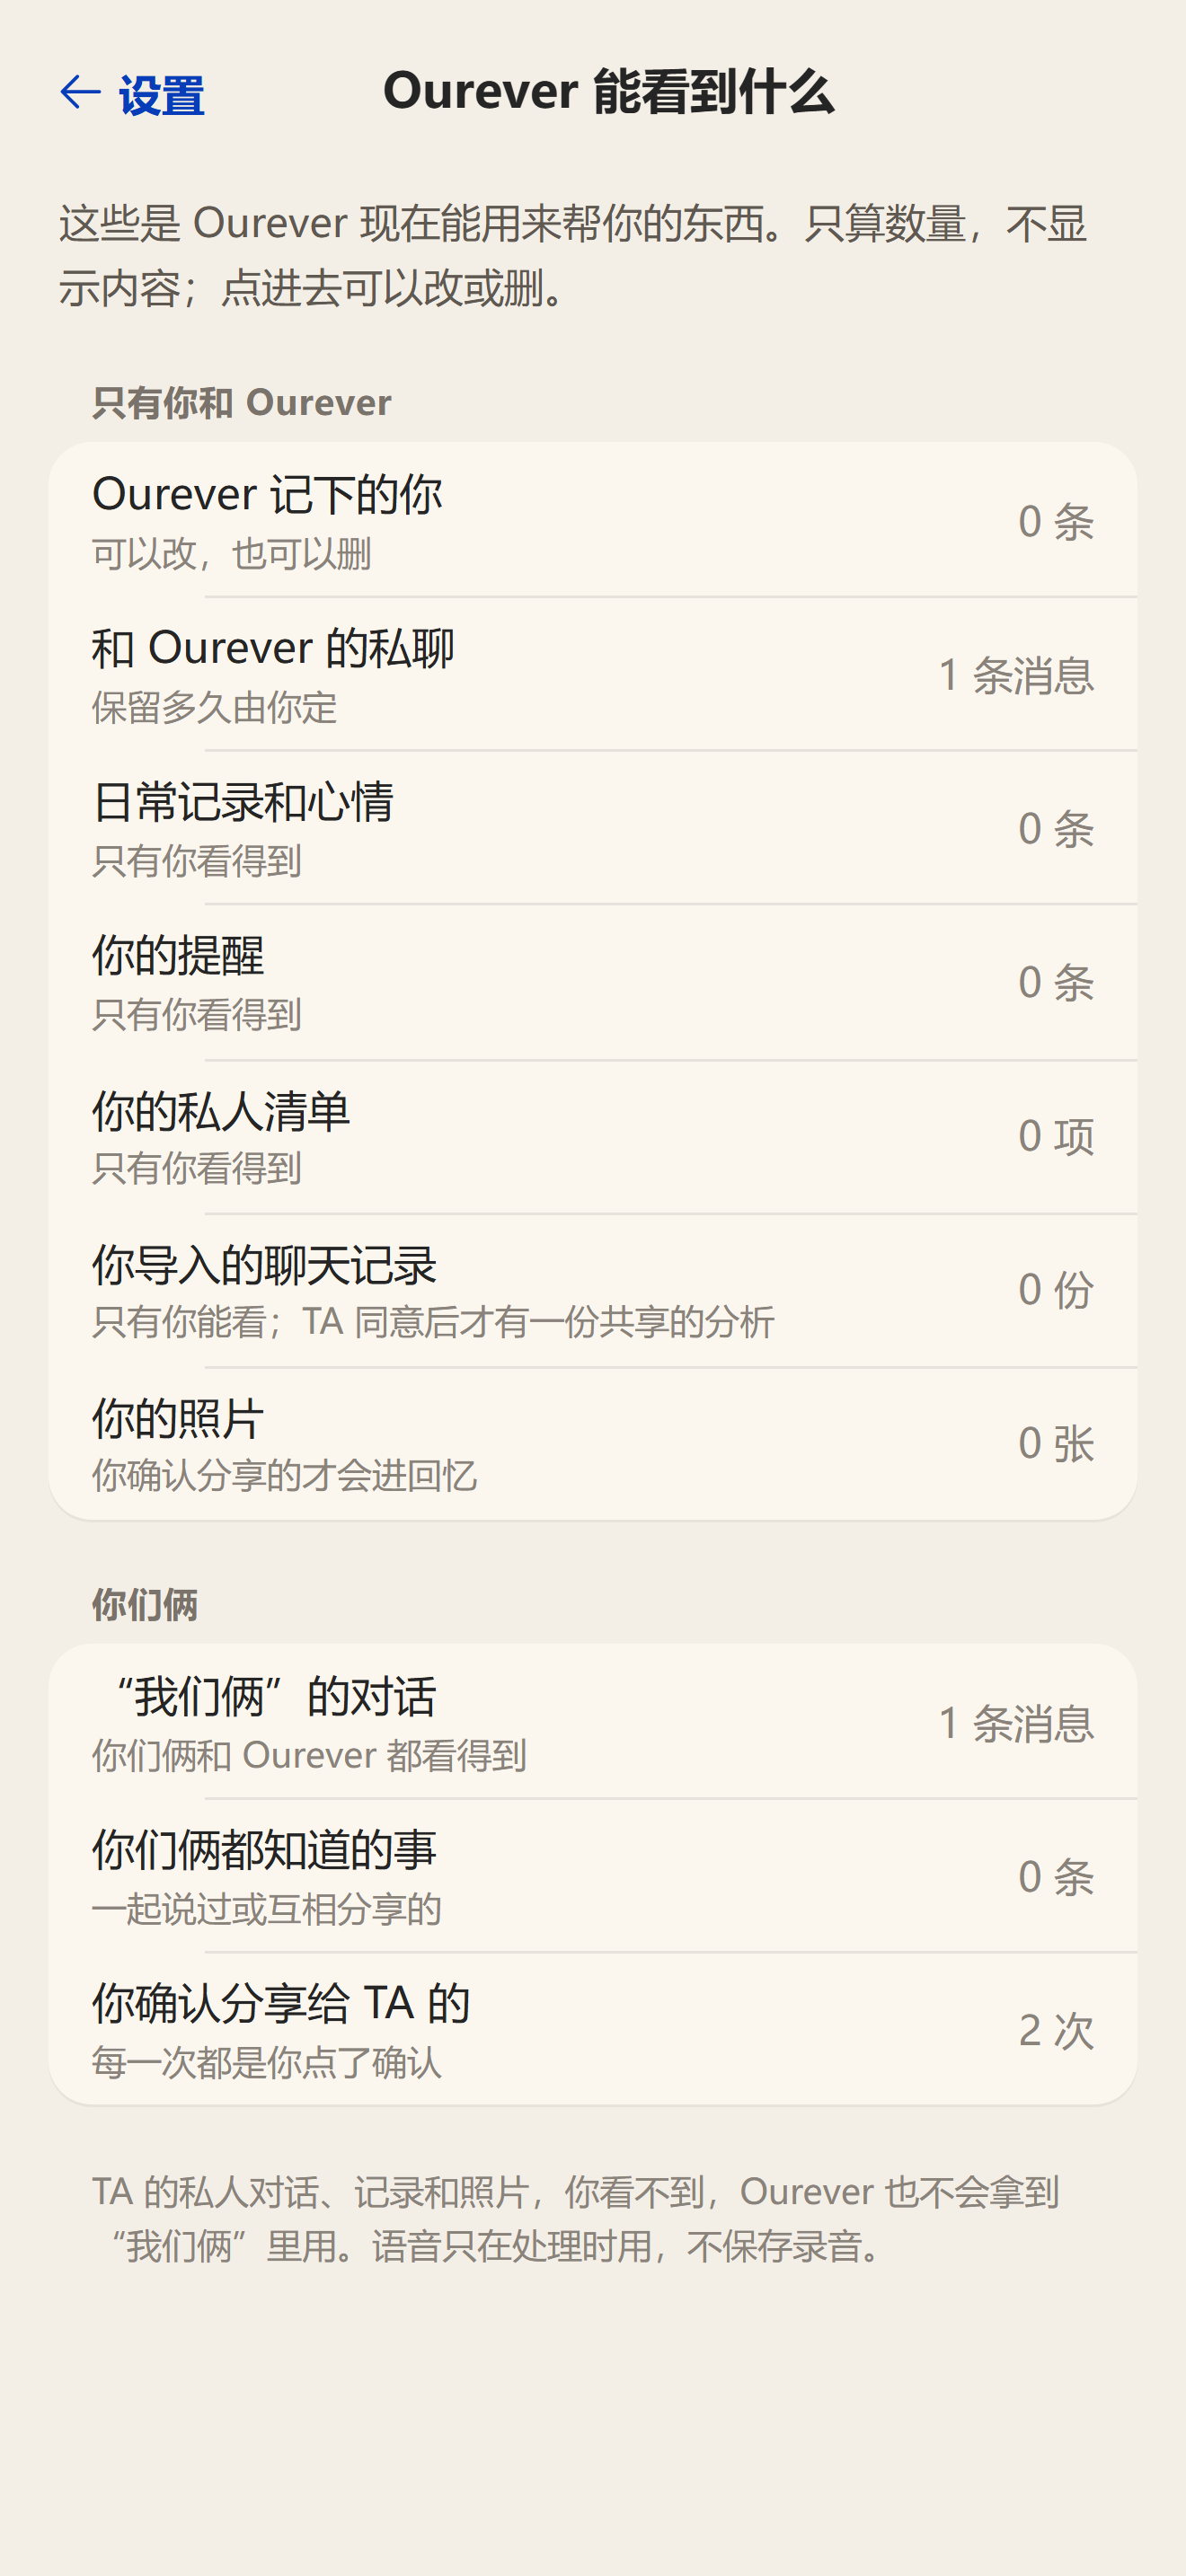 设置
Ourever 能看到什么
这些是 Ourever 现在能用来帮你的东西。只算数量，不显
示内容；点进去可以改或删。
只有你和 Ourever
Ourever 记下的你
0 条
可以改，也可以删
和 Ourever 的私聊
1 条消息
保留多久由你定
日常记录和心情
0 条
只有你看得到
你的提醒
0 条
只有你看得到
你的私人清单
0 项
只有你看得到
你导入的聊天记录
0 份
只有你能看；TA 同意后才有一份共享的分析
你的照片
0 张
你确认分享的才会进回忆
你们俩
“我们俩”的对话
1 条消息
你们俩和 Ourever 都看得到
你们俩都知道的事
0 条
一起说过或互相分享的
你确认分享给 TA 的
2 次
每一次都是你点了确认
TA 的私人对话、记录和照片，你看不到，Ourever 也不会拿到
“我们俩”里用。语音只在处理时用，不保存录音。